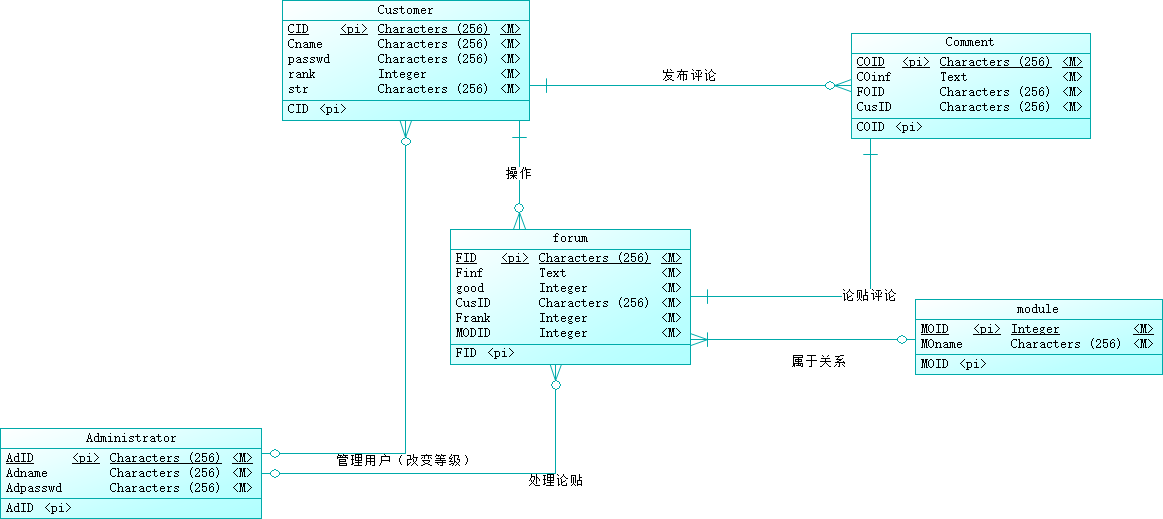 Customer
CID <pi> Characters (256) <M>
Cname Characters (256) <M>
passwd Characters (256) <M>
rank Integer <M>
str Characters (256) <M>
CID <pi>
发布评论
Comment
COID <pi> Characters (256) <M>
COinf Text <M>
FOID Characters (256) <M>
CusID Characters (256) <M>
COID <pi>
操作
forum
FID <pi> Characters (256) <M>
Finf Text <M>
good Integer <M>
CusID Characters (256) <M>
Frank Integer <M>
MODID Integer <M>
FID <pi>
论贴评论
module
MOID <pi> Integer <M>
MOname Characters (256) <M>
MOID <pi>
属于关系
Administrator
AdID <pi> Characters (256) <M>
Adname Characters (256) <M>
Adpasswd Characters (256) <M>
AdID <pi>
管理用户（改变等级）
处理论贴